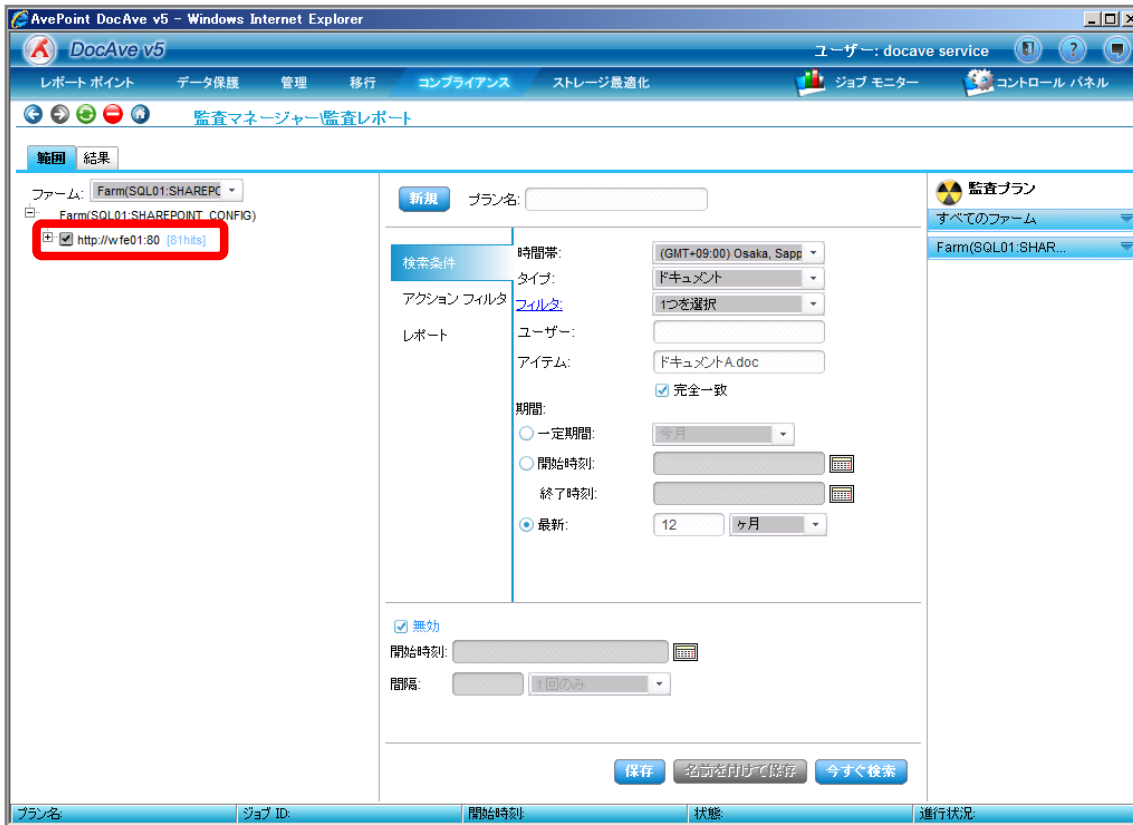 AvePoint DocAve v5 - Windows Internet Explorer
DocAve v5
ユーザー: docave service
レポート ポイント データ保護 管理 移行 コンプライアンス ストレージ最適化 ジョブ モニター コントロール パネル
監査マネージャー\監査レポート
範囲 結果
ファーム: Farm(SQL01:SHAREPC
Farm(SQL01:SHAREPOINT_CONFIG)
http://wfe01:80 [81hits]
新規 プラン名:
検索条件
アクション フィルタ
レポート
時間帯: (GMT+09:00) Osaka, Sapp
タイプ: ドキュメント
フィルタ: 1つを選択
ユーザー:
アイテム: ドキュメントA.doc
完全一致
期間:
一定期間: 今月
開始時刻:
終了時刻:
最新: 12 ヶ月
無効
開始時刻:
間隔: 1回のみ
保存 名前を付けて保存 今すぐ検索
監査プラン
すべてのファーム
Farm(SQL01:SHAR...
プラン名: ジョブ ID: 開始時刻: 状態: 進行状況: